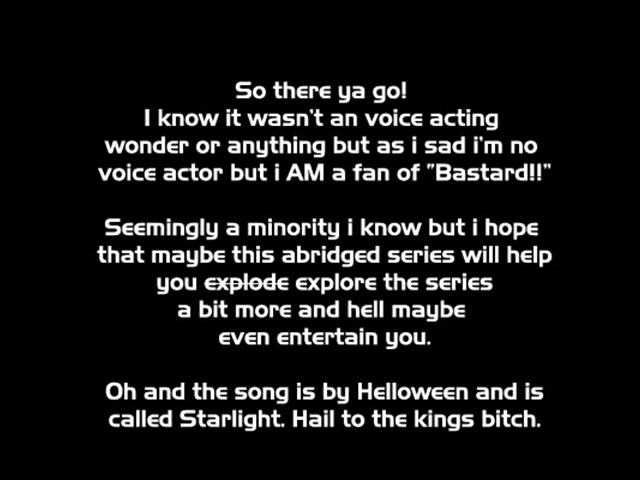 So there ya go!
I know it wasn't an voice acting
wonder or anything but as i sad i'm no
voice actor but i AM a fan of "Bastard!!"
Seemingly a minority i know but i hope
that maybe this abridged series will help
you explode explore the series
a bit more and hell maybe
even entertain you.
Oh and the song is by Helloween and is
called Starlight. Hail to the kings bitch.